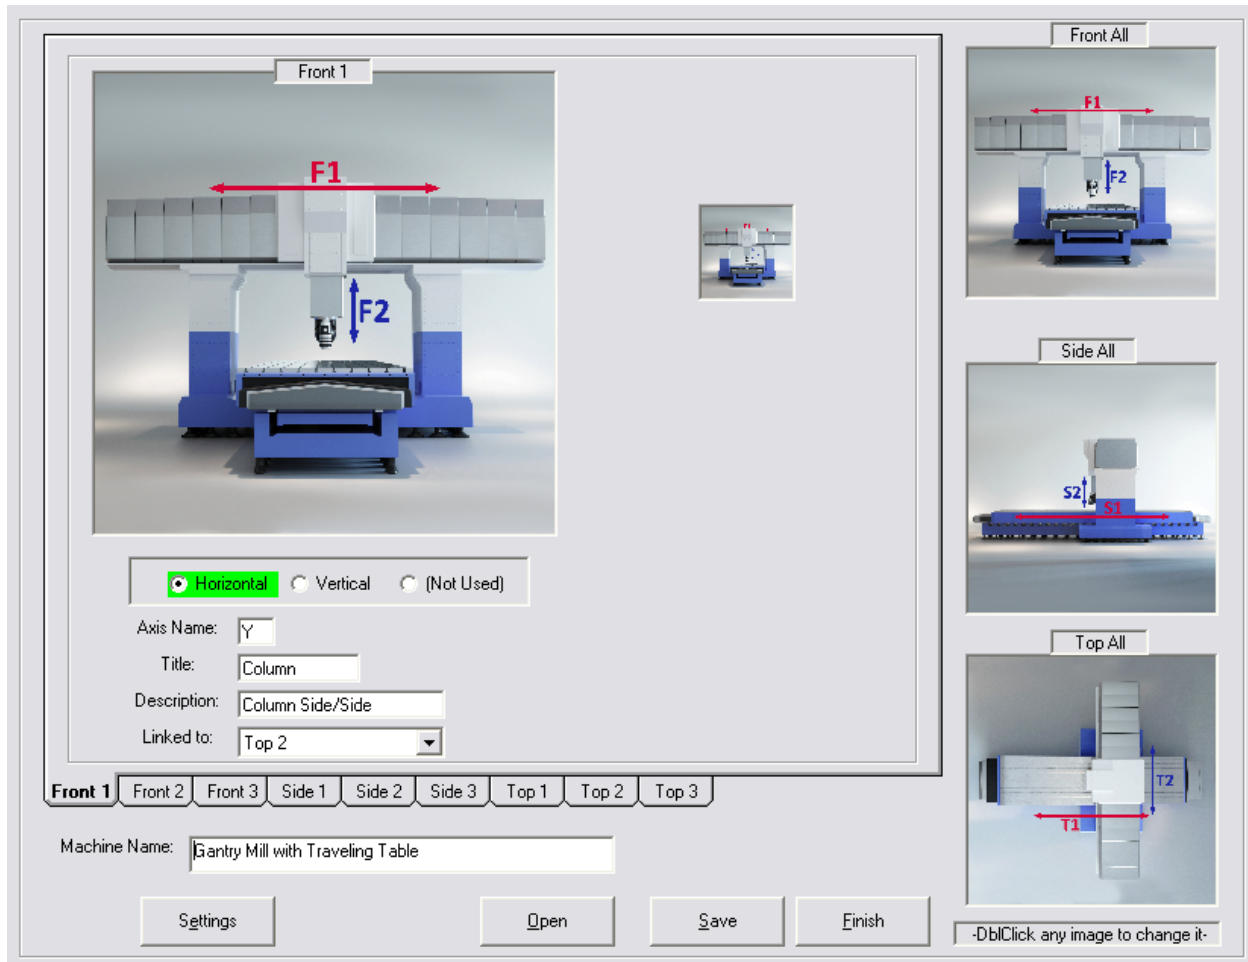 Front 1
F1
F2
Horizontal
Vertical
(Not Used)
Axis Name: Y
Title: Column
Description: Column Side/Side
Linked to: Top 2
Front 1 Front 2 Front 3 Side 1 Side 2 Side 3 Top 1 Top 2 Top 3
Machine Name: Gantry Mill with Traveling Table
Settings Open Save Finish
Front All
F1
F2
Side All
S2
S1
Top All
T2
T1
-DblClick any image to change it-